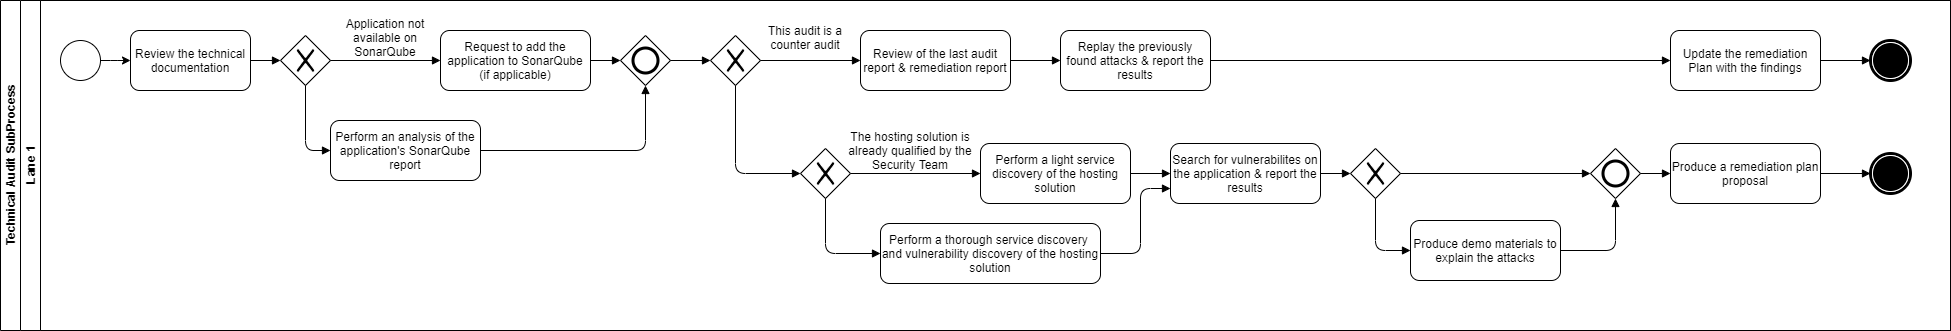 Technical Audit SubProcess
Lane 1
Review the technical
documentation
Application not
available on
SonarQube
Request to add the
application to SonarQube
(if applicable)
Perform an analysis of the
application's SonarQube
report
This audit is a
counter audit
Review of the last audit
report & remediation report
Replay the previously
found attacks & report the
results
Update the remediation
Plan with the findings
The hosting solution is
already qualified by the
Security Team
Perform a light service
discovery of the hosting
solution
Perform a thorough service discovery
and vulnerability discovery of the hosting
solution
Search for vulnerabilites on
the application & report the
results
Produce demo materials to
explain the attacks
Produce a remediation plan
proposal